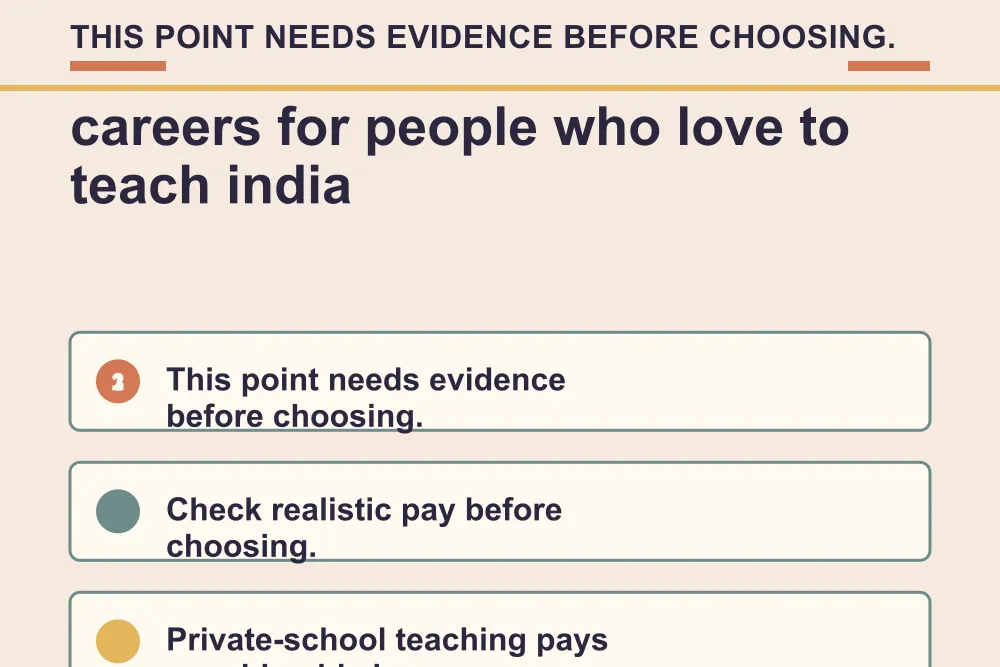 THIS POINT NEEDS EVIDENCE BEFORE CHOOSING.
careers for people who love to
teach india
This point needs evidence
before choosing.
Check realistic pay before
choosing.
Private-school teaching pays